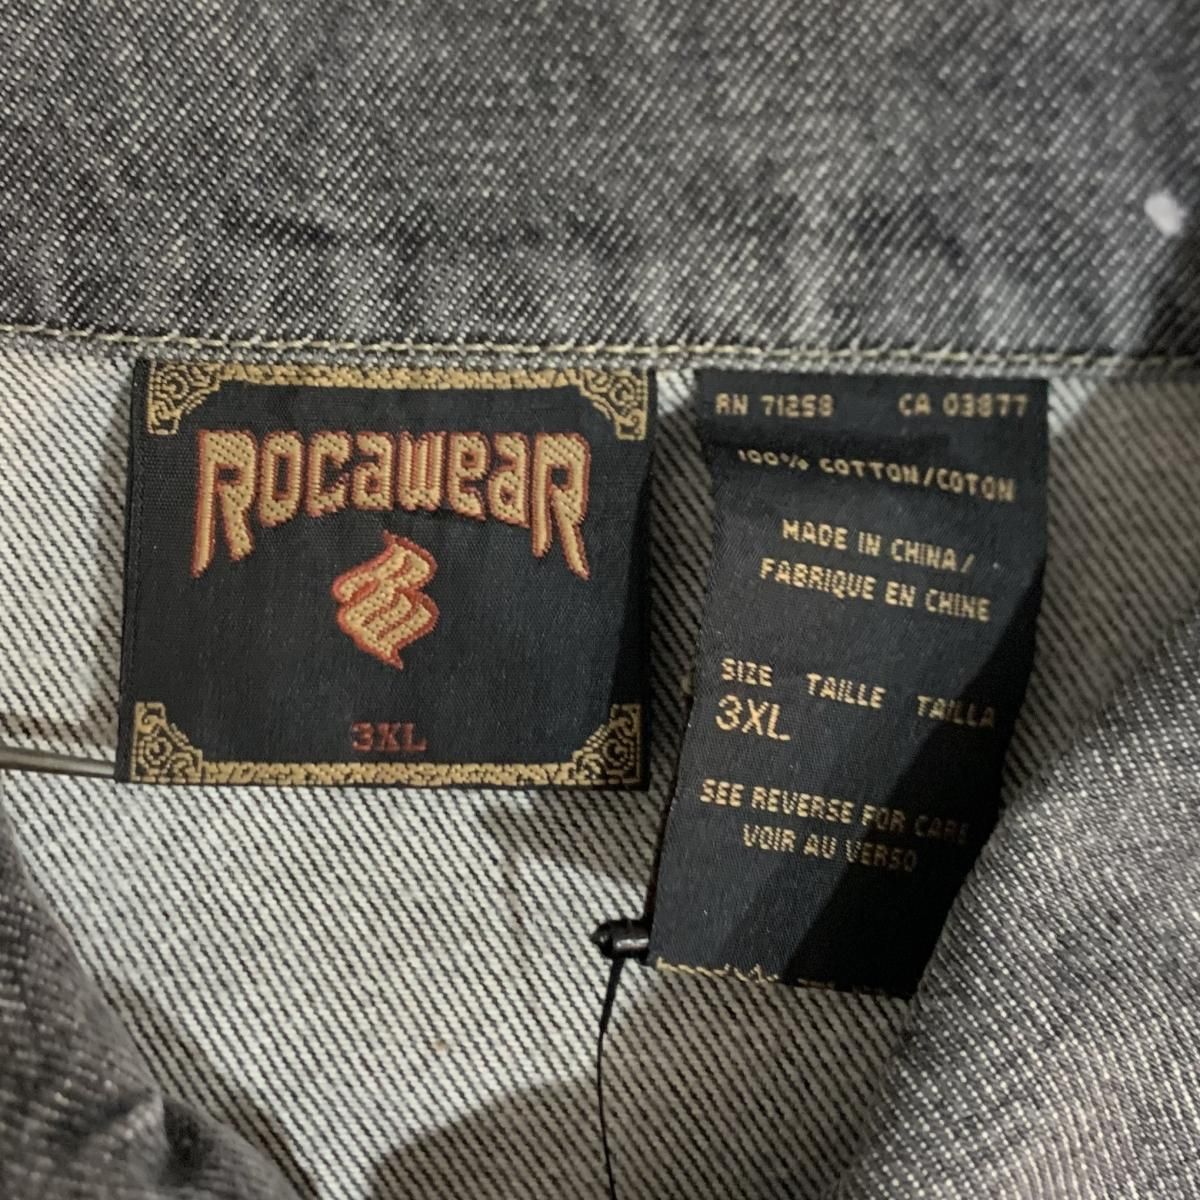 ROCAWEAR
3XL
RN 71258 CA 03877
100% COTTON/COTON
MADE IN CHINA/
FABRIQUE EN CHINE
SIZE TAILLE TAILLA
3XL
SEE REVERSE FOR CARE
VOIR AU VERSO